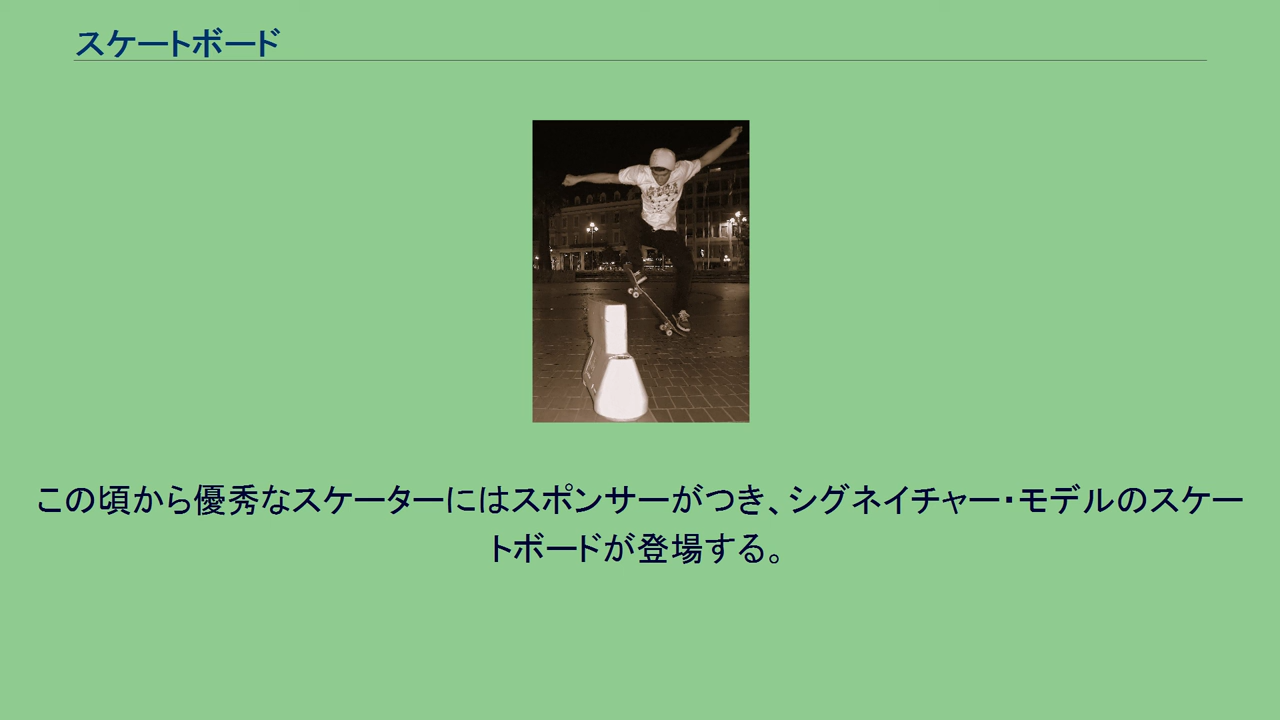 スケートボード
この頃から優秀なスケーターにはスポンサーがつき、シグネイチャー・モデルのスケー
トボードが登場する。